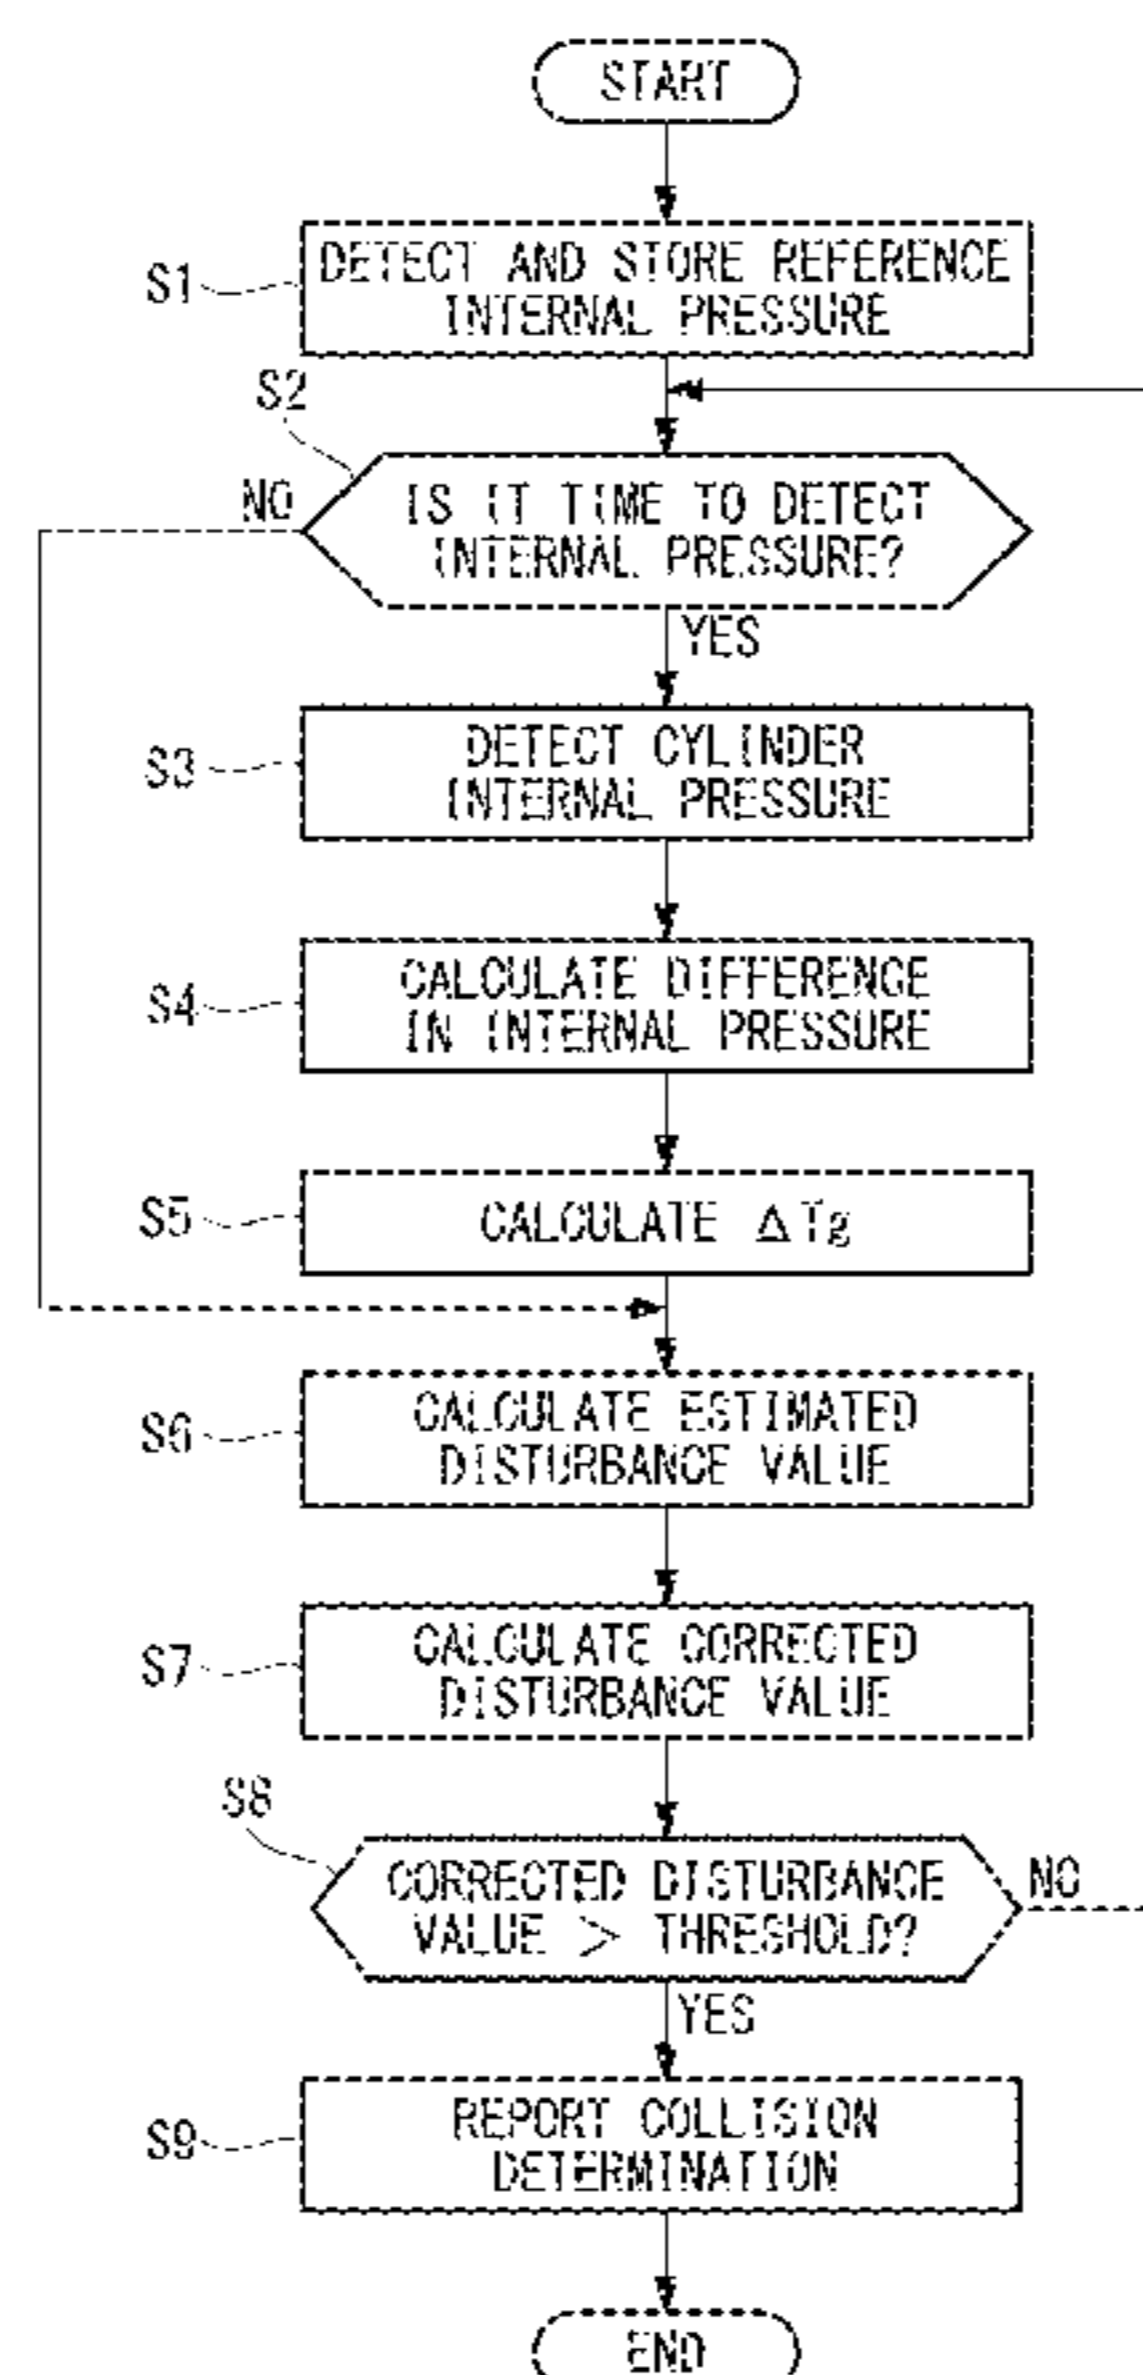 START
S1
DETECT AND STORE REFERENCE
INTERNAL PRESSURE
S2
NO
IS IT TIME TO DETECT
INTERNAL PRESSURE?
YES
S3
DETECT CYLINDER
INTERNAL PRESSURE
S4
CALCULATE DIFFERENCE
IN INTERNAL PRESSURE
S5
CALCULATE ΔTg
S6
CALCULATE ESTIMATED
DISTURBANCE VALUE
S7
CALCULATE CORRECTED
DISTURBANCE VALUE
S8
CORRECTED DISTURBANCE
VALUE > THRESHOLD?
NO
YES
S9
REPORT COLLISION
DETERMINATION
END